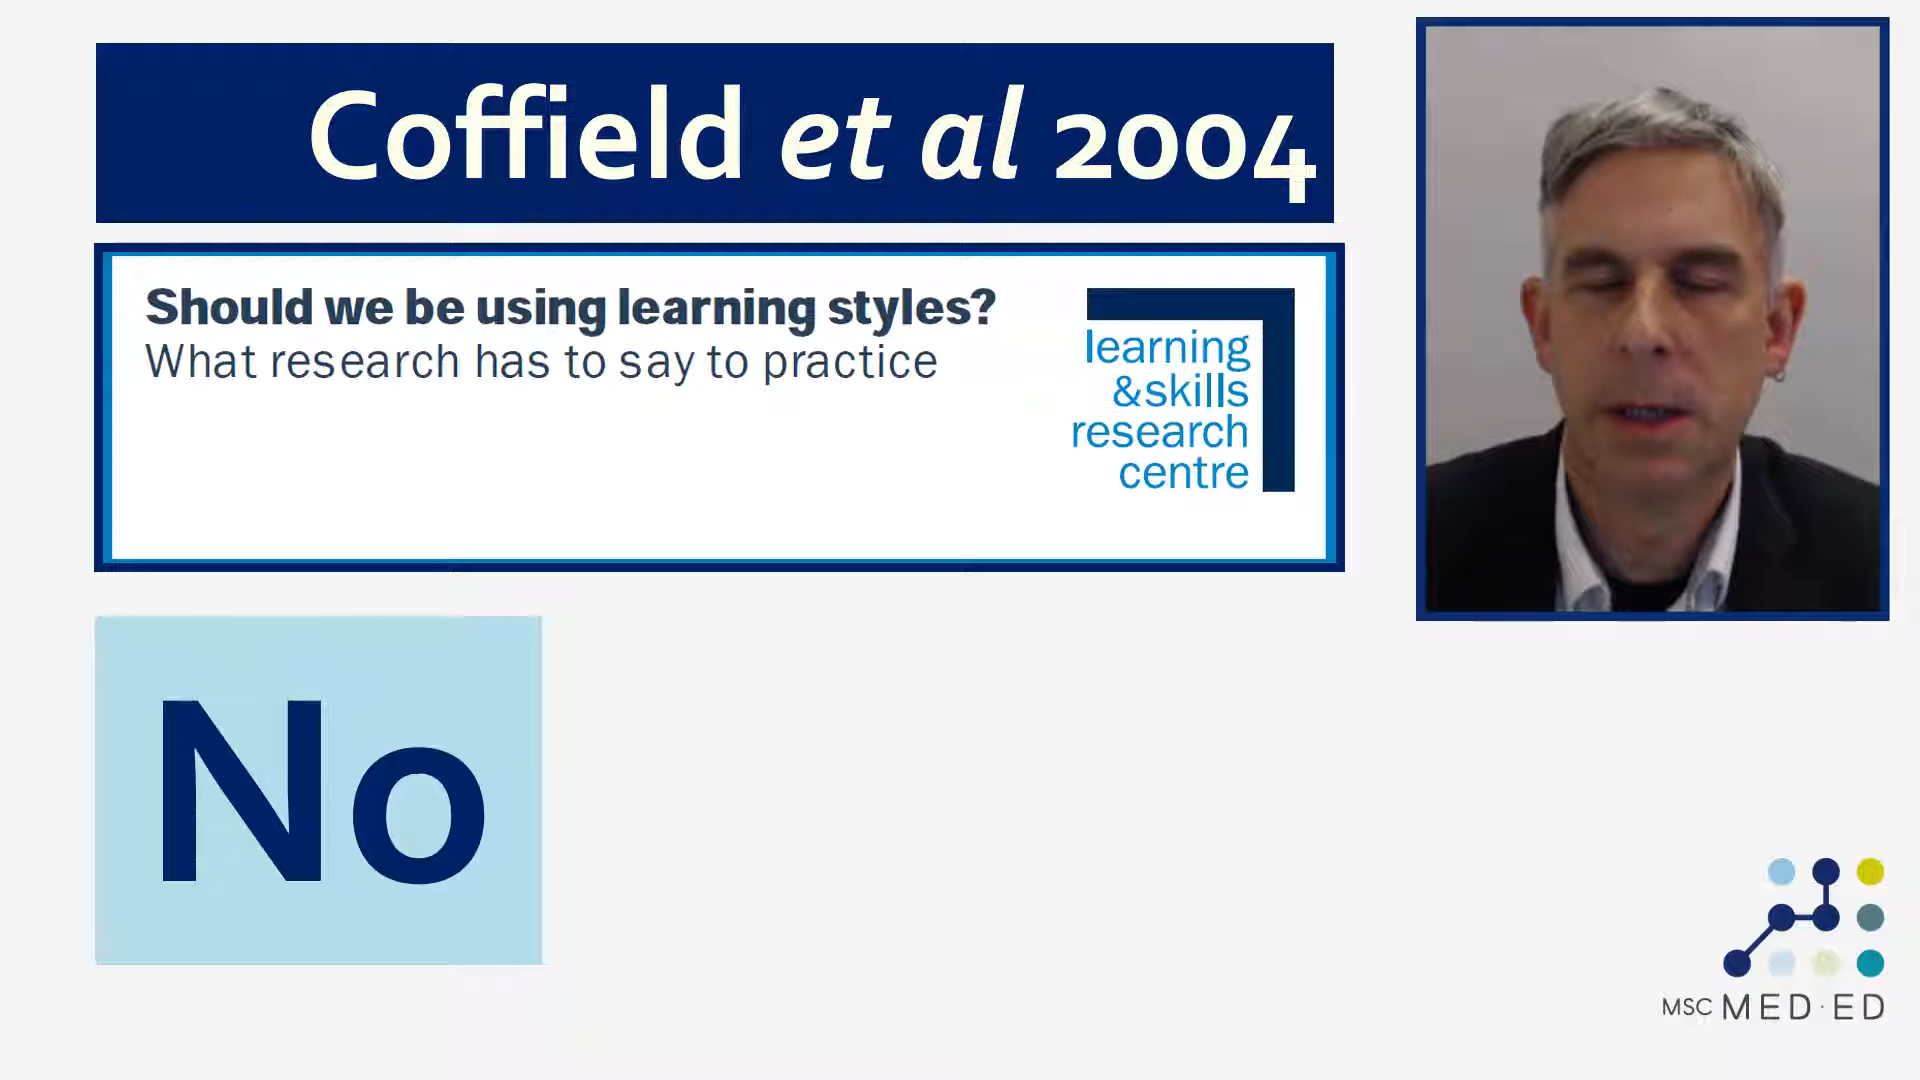 Coffield et al 2004
Should we be using learning styles?
What research has to say to practice
learning
&skills
research
centre
No
MSC MED·ED